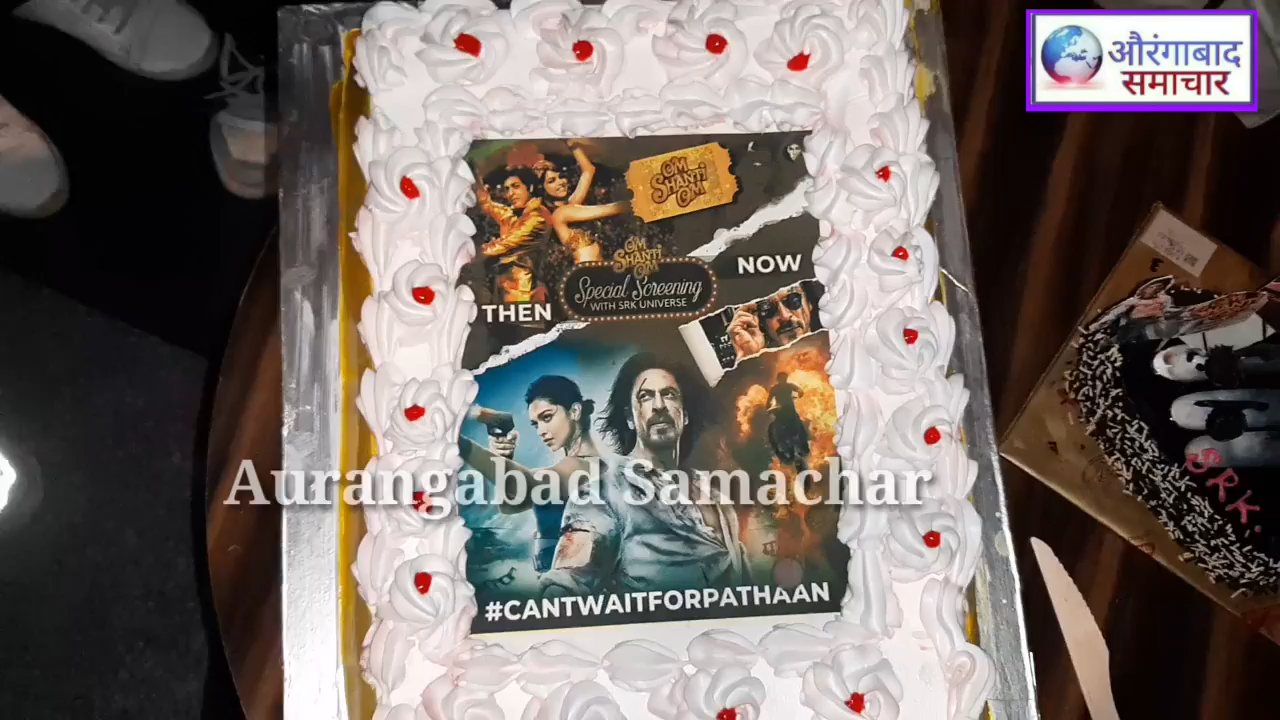 औरंगाबाद
समाचार
OM
SHANTI
OM
NOW
OM
SHANTI
OM
Special Screening
WITH SRK UNIVERSE
THEN
Aurangabad Samachar
SRK.
#CANTWAITFORPATHAAN